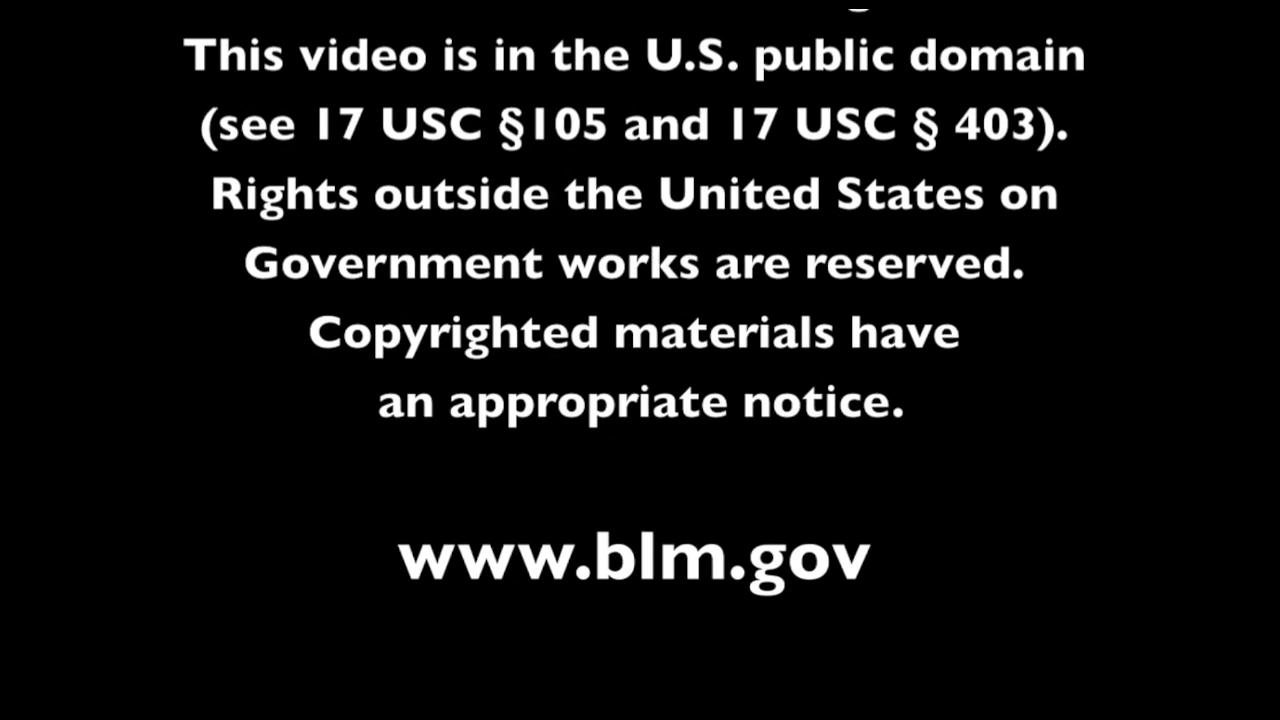 This video is in the U.S. public domain
(see 17 USC §105 and 17 USC § 403).
Rights outside the United States on
Government works are reserved.
Copyrighted materials have
an appropriate notice.
www.blm.gov